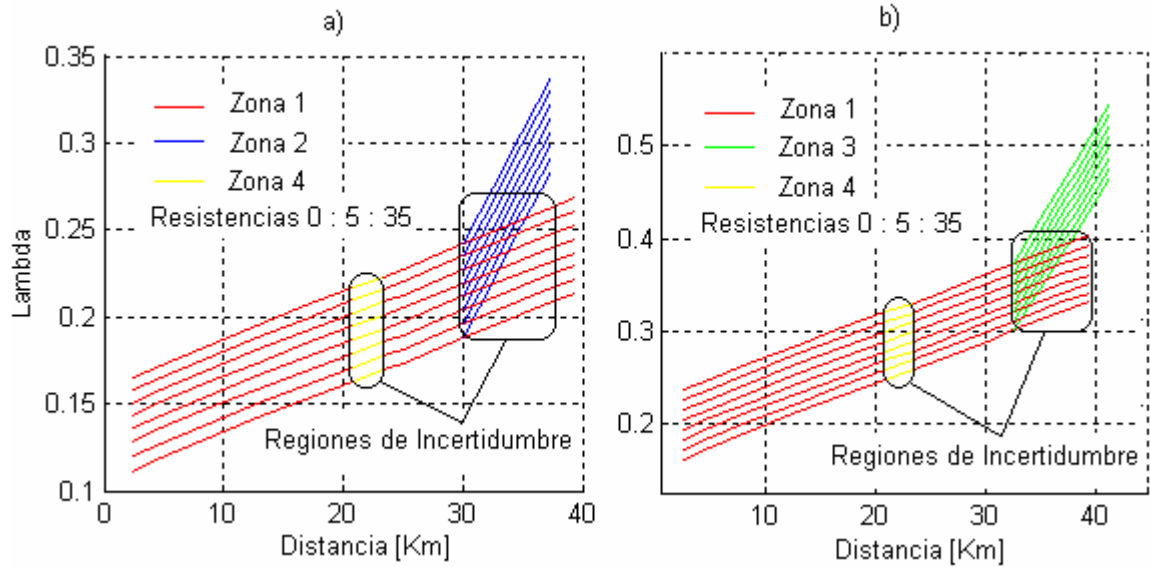 a)
0.35
0.3
0.25
0.2
0.15
0.1
Lambda
Zona 1
Zona 2
Zona 4
Resistencias 0 : 5 : 35
Regiones de Incertidumbre
0 10 20 30 40
Distancia [Km]
b)
0.5
0.4
0.3
0.2
Zona 1
Zona 3
Zona 4
Resistencias 0 : 5 : 35
Regiones de Incertidumbre
10 20 30 40
Distancia [Km]